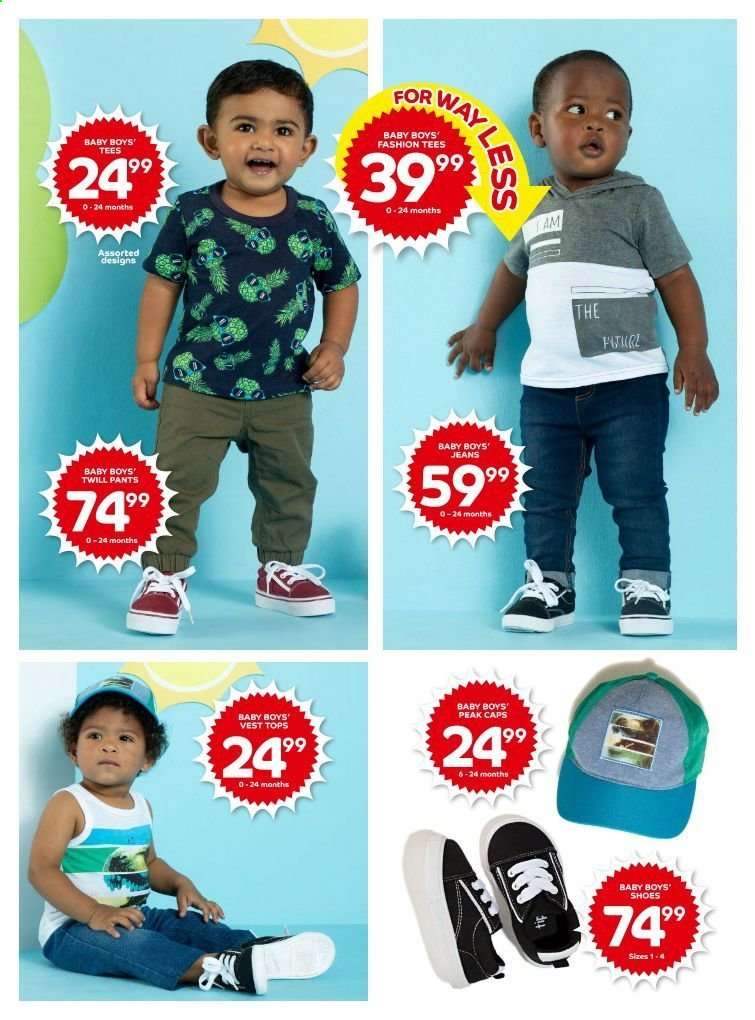 BABY BOYS'
TEES
24.99
0 - 24 months
Assorted
designs
BABY BOYS'
TWILL PANTS
74.99
0 - 24 months
FOR WAY LESS
BABY BOYS'
FASHION TEES
39.99
0 - 24 months
I AM
THE
FUTURE
BABY BOYS'
JEANS
59.99
0 - 24 months
BABY BOYS'
VEST TOPS
24.99
0 - 24 months
BABY BOYS'
PEAK CAPS
24.99
6 - 24 months
BABY BOYS'
SHOES
74.99
Sizes 1 - 4